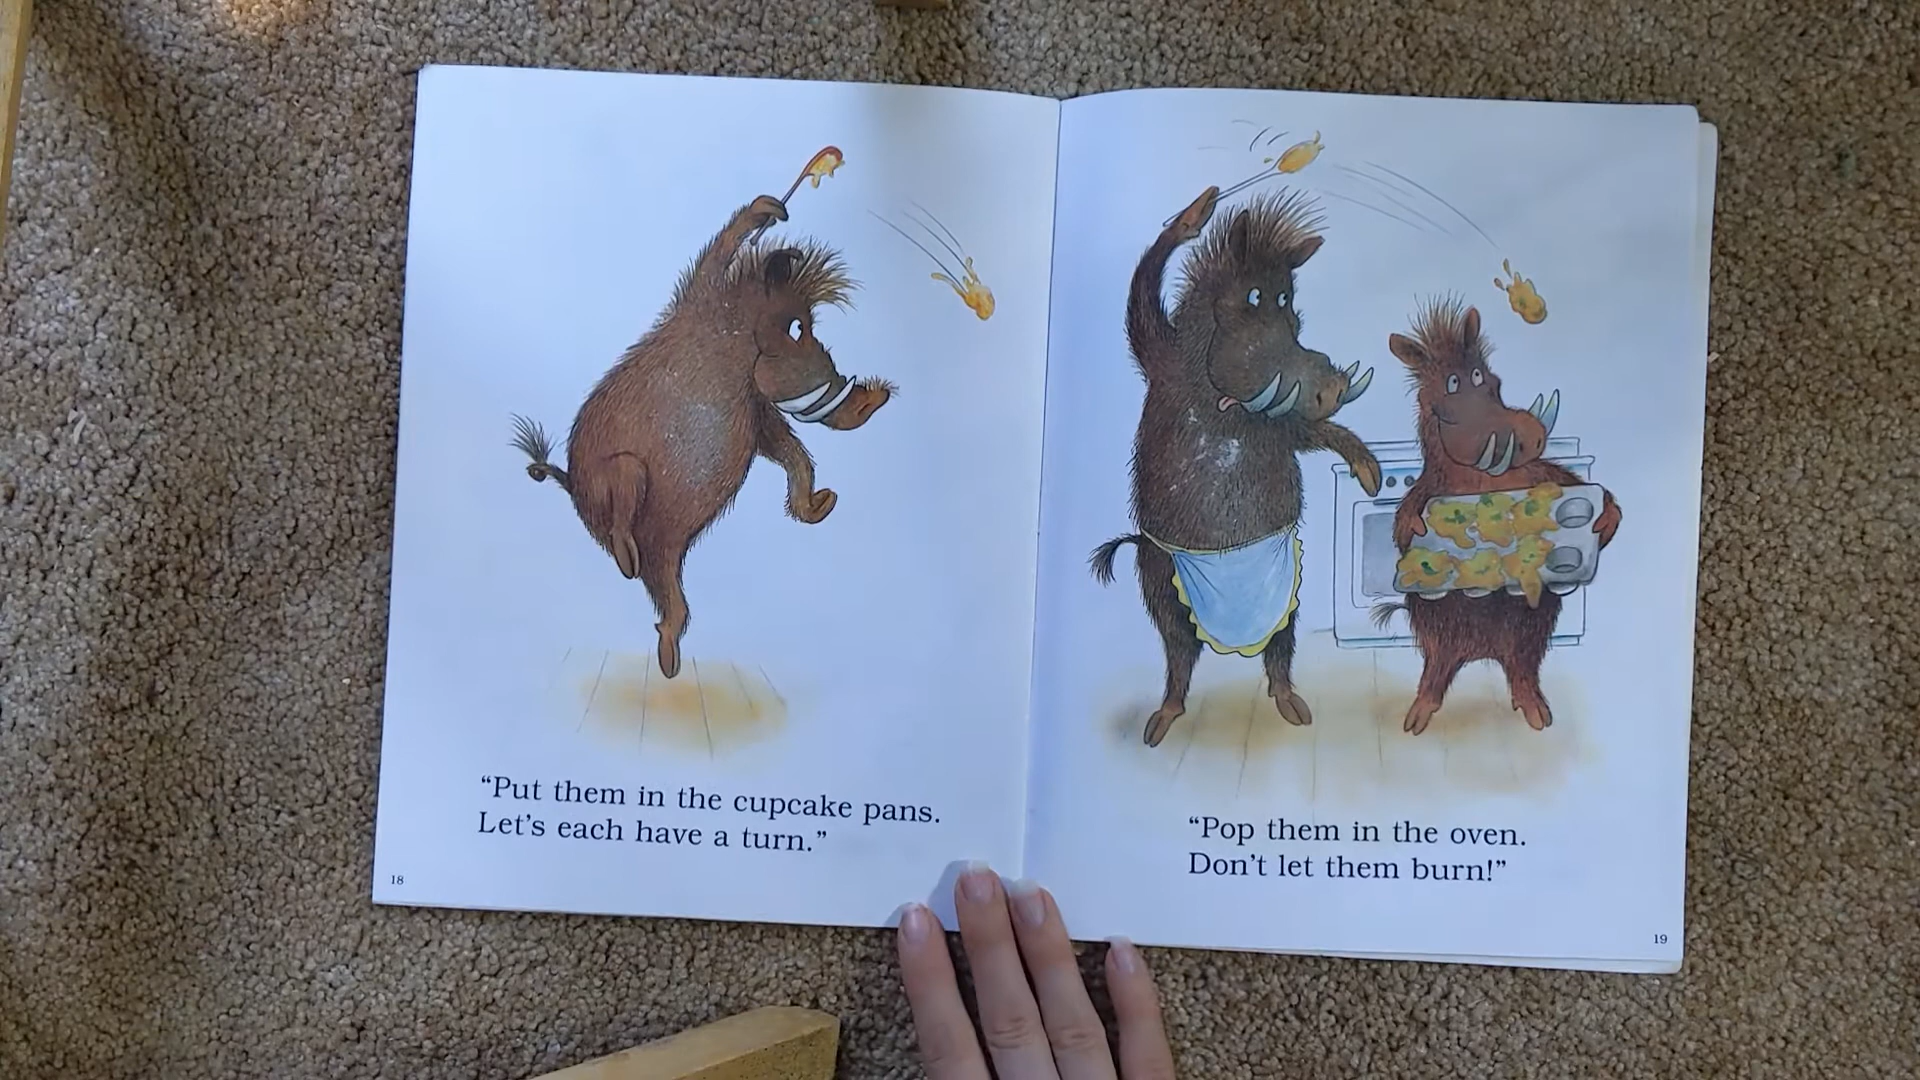 “Put them in the cupcake pans.
Let’s each have a turn.”
18
“Pop them in the oven.
Don’t let them burn!”
19